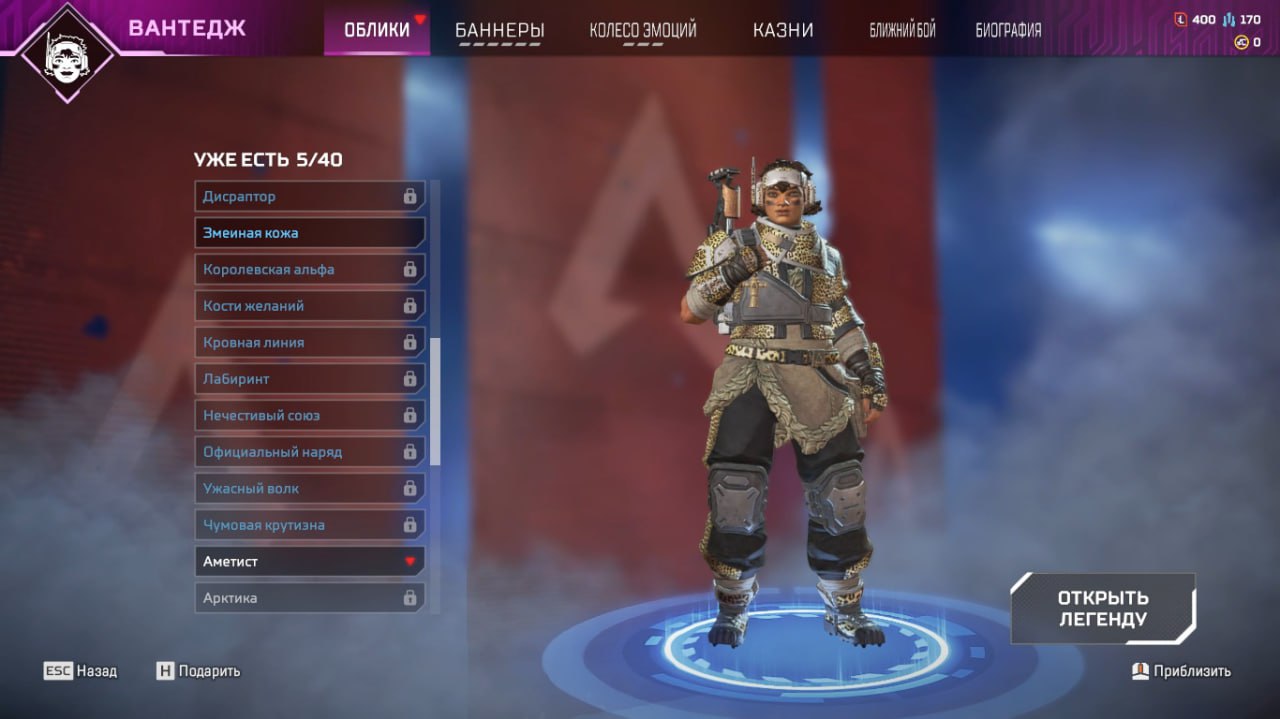 ВАНТЕДЖ
ОБЛИКИ
БАННЕРЫ
КОЛЕСО ЭМОЦИЙ
КАЗНИ
БЛИЖНИЙ БОЙ
БИОГРАФИЯ
400 170
0
УЖЕ ЕСТЬ 5/40
Дисраптор
Змеиная кожа
Королевская альфа
Кости желаний
Кровная линия
Лабиринт
Нечестивый союз
Официальный наряд
Ужасный волк
Чумовая крутизна
Аметист
Арктика
ОТКРЫТЬ
ЛЕГЕНДУ
ESC Назад
H Подарить
Приблизить